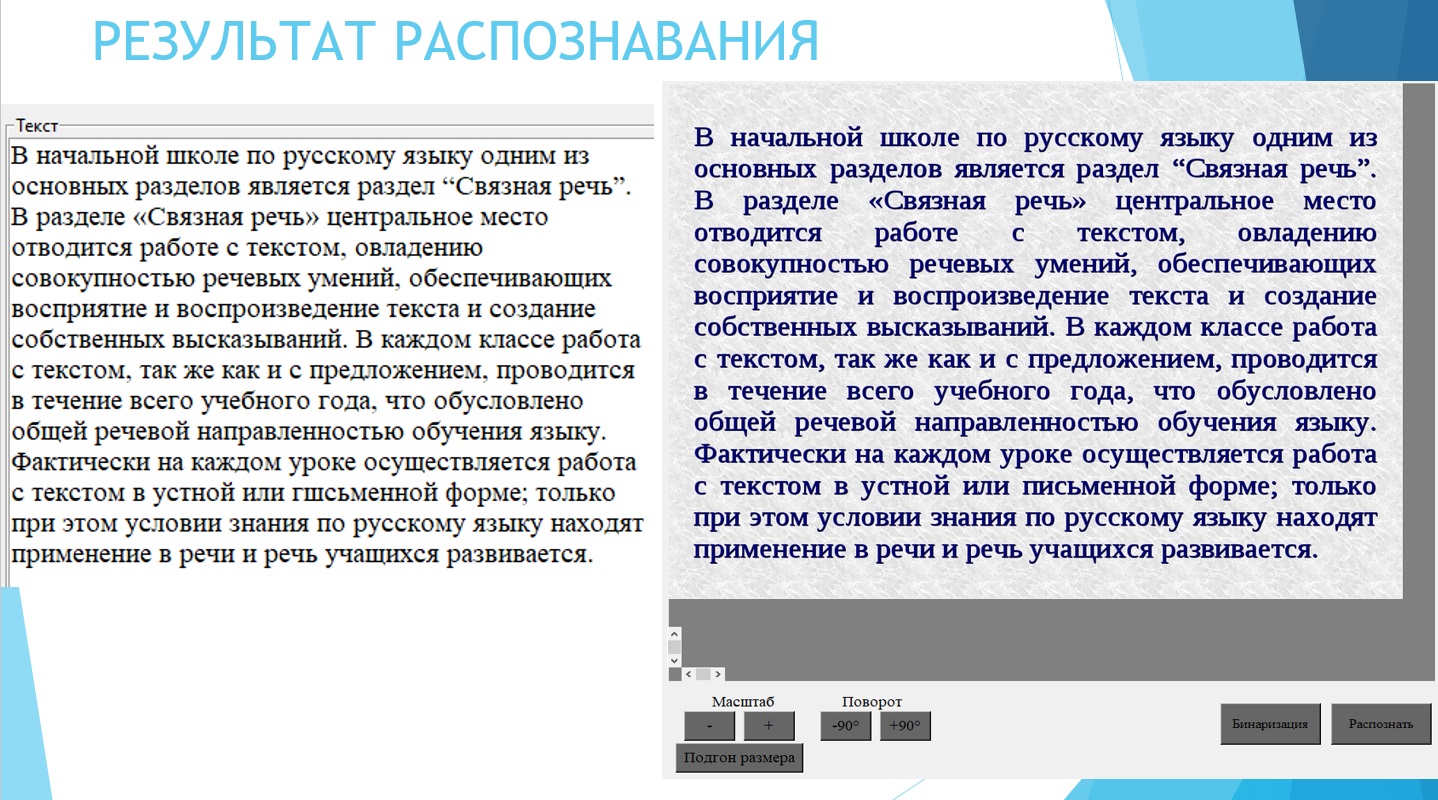 РЕЗУЛЬТАТ РАСПОЗНАВАНИЯ
Текст
В начальной школе по русскому языку одним из
основных разделов является раздел “Связная речь”.
В разделе «Связная речь» центральное место
отводится работе с текстом, овладению
совокупностью речевых умений, обеспечивающих
восприятие и воспроизведение текста и создание
собственных высказываний. В каждом классе работа
с текстом, так же как и с предложением, проводится
в течение всего учебного года, что обусловлено
общей речевой направленностью обучения языку.
Фактически на каждом уроке осуществляется работа
с текстом в устной или гшсьменной форме; только
при этом условии знания по русскому языку находят
применение в речи и речь учащихся развивается.
В начальной школе по русскому языку одним из
основных разделов является раздел “Связная речь”.
В разделе «Связная речь» центральное место
отводится работе с текстом, овладению
совокупностью речевых умений, обеспечивающих
восприятие и воспроизведение текста и создание
собственных высказываний. В каждом классе работа
с текстом, так же как и с предложением, проводится
в течение всего учебного года, что обусловлено
общей речевой направленностью обучения языку.
Фактически на каждом уроке осуществляется работа
с текстом в устной или письменной форме; только
при этом условии знания по русскому языку находят
применение в речи и речь учащихся развивается.
Масштаб Поворот
- + -90° +90° Бинаризация Распознать
Подгон размера